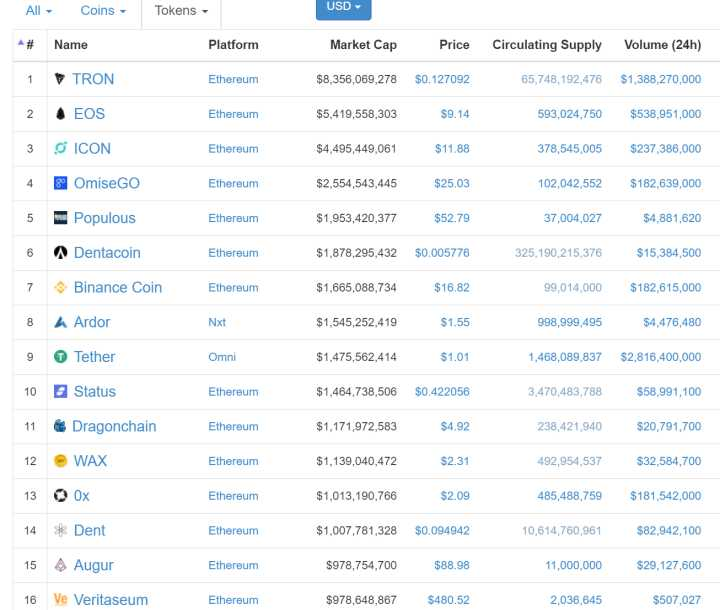 All Coins Tokens USD
# Name Platform Market Cap Price Circulating Supply Volume (24h)
1 TRON Ethereum $8,356,069,278 $0.127092 65,748,192,476 $1,388,270,000
2 EOS Ethereum $5,419,558,303 $9.14 593,024,750 $538,951,000
3 ICON Ethereum $4,495,449,061 $11.88 378,545,005 $237,386,000
4 OmiseGO Ethereum $2,554,543,445 $25.03 102,042,552 $182,639,000
5 Populous Ethereum $1,953,420,377 $52.79 37,004,027 $4,881,620
6 Dentacoin Ethereum $1,878,295,432 $0.005776 325,190,215,376 $15,384,500
7 Binance Coin Ethereum $1,665,088,734 $16.82 99,014,000 $182,615,000
8 Ardor Nxt $1,545,252,419 $1.55 998,999,495 $4,476,480
9 Tether Omni $1,475,562,414 $1.01 1,468,089,837 $2,816,400,000
10 Status Ethereum $1,464,738,506 $0.422056 3,470,483,788 $58,991,100
11 Dragonchain Ethereum $1,171,972,583 $4.92 238,421,940 $20,791,700
12 WAX Ethereum $1,139,040,472 $2.31 492,954,537 $32,584,700
13 0x Ethereum $1,013,190,766 $2.09 485,488,759 $181,542,000
14 Dent Ethereum $1,007,781,328 $0.094942 10,614,760,961 $82,942,100
15 Augur Ethereum $978,754,700 $88.98 11,000,000 $29,127,600
16 Ve Veritaseum Ethereum $978,648,867 $480.52 2,036,645 $507,027